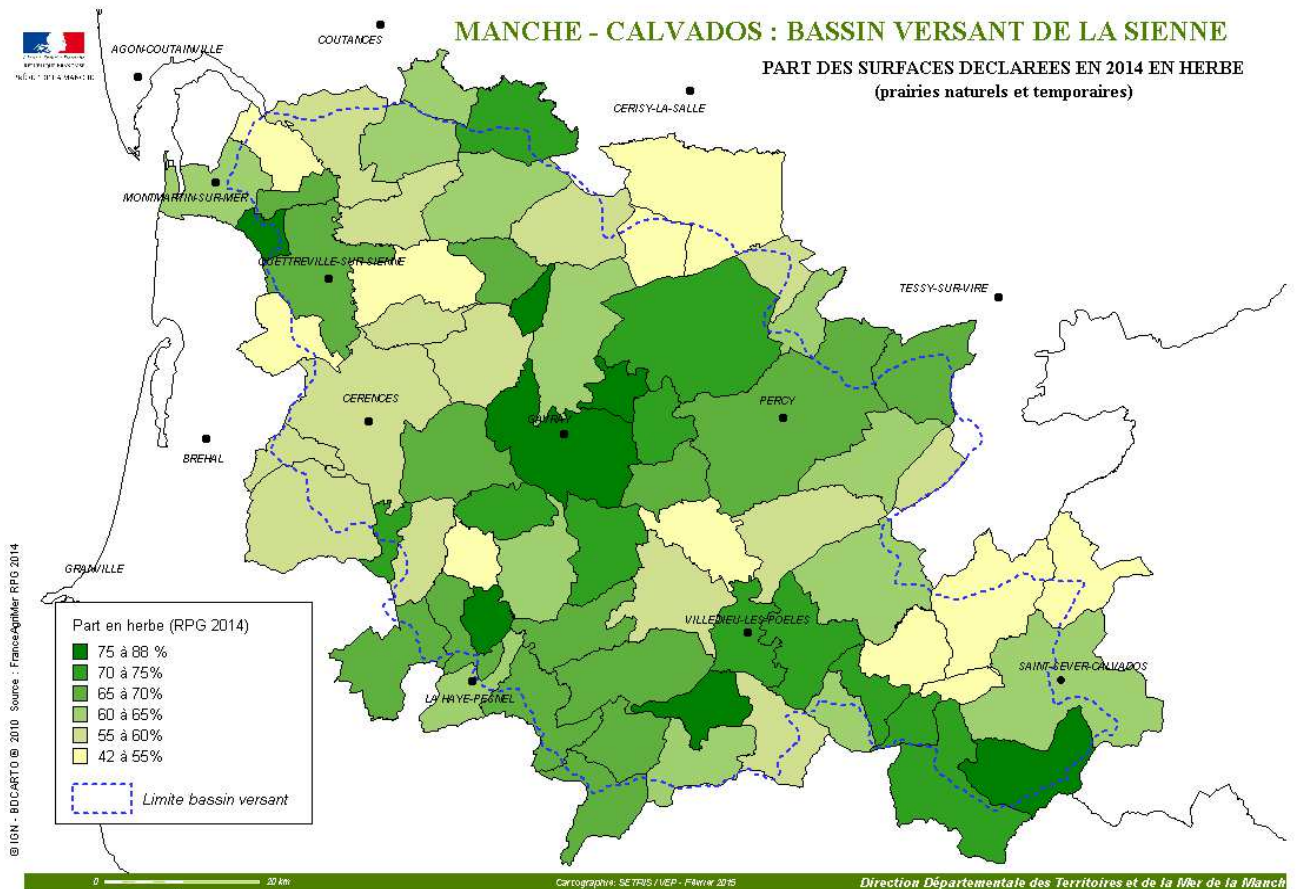 MANCHE - CALVADOS : BASSIN VERSANT DE LA SIENNE
PART DES SURFACES DECLAREES EN 2014 EN HERBE
(prairies naturels et temporaires)
RÉPUBLIQUE FRANÇAISE
AGON-COUTAINVILLE
COUTANCES
CERISY-LA-SALLE
MONTMARTIN-SUR-MER
QUETTREVILLE-SUR-SIENNE
TESSY-SUR-VIRE
CERENCES
GAVRAY
PERCY
BREHAL
GRANVILLE
VILLEDIEU-LES-POELES
SAINT-SEVER-CALVADOS
LA HAYE-PESNEL
Part en herbe (RPG 2014)
75 à 88 %
70 à 75%
65 à 70%
60 à 65%
55 à 60%
42 à 55%
Limite bassin versant
© IGN - BDCARTO ® 2010 Source : FranceAgriMer RPG 2014
0 20 km
Cartographie: SETRIS / VEP - Février 2015
Direction Départementale des Territoires et de la Mer de la Manch